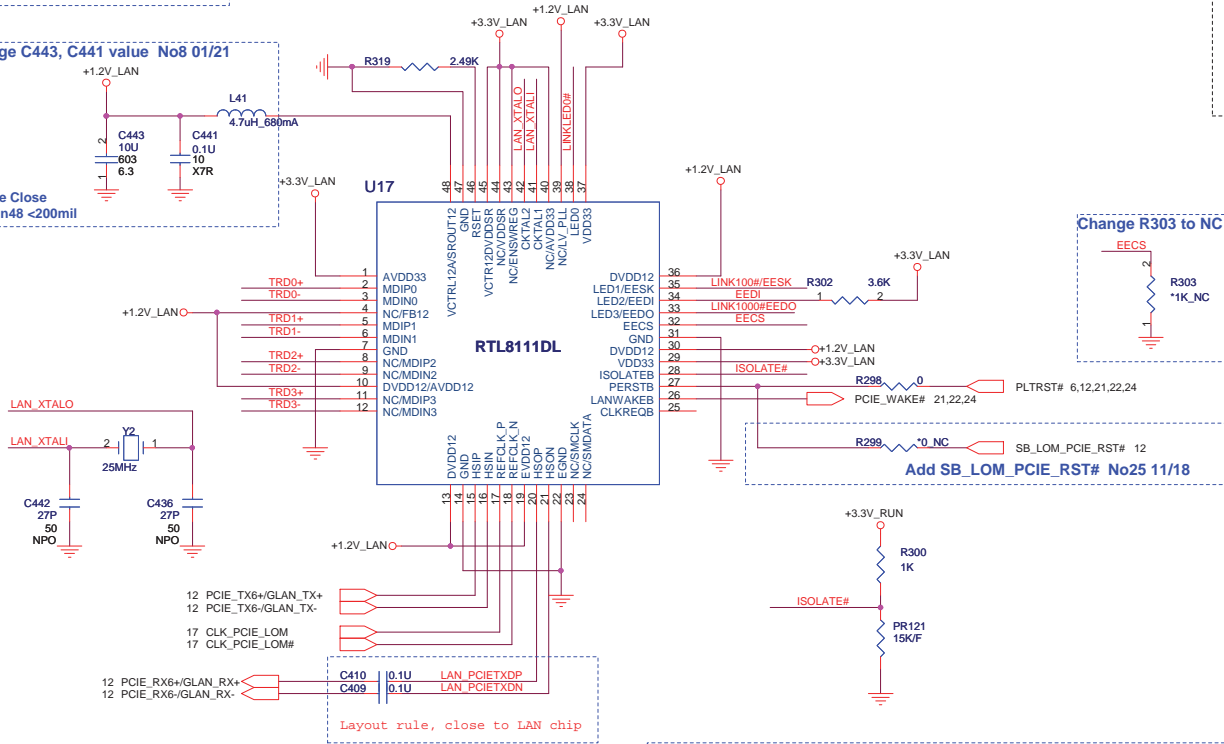 +3.3V_LAN
+1.2V_LAN
+3.3V_LAN
ge C443, C441 value No8 01/21
+1.2V_LAN
R319 2.49K
L41
4.7uH_680mA
C443
10U
603
6.3
2
1
C441
0.1U
10
X7R
e Close
n48 <200mil
LAN_XTALO
LAN_XTALI
LINKLED0#
+3.3V_LAN
U17
48 47 46 45 44 43 42 41 40 39 38 37
VCTRL12A/SROUT12
GND
RSET
VCTR12DVDDSR
NC/VDDSR
NC/ENSWREG
CKTAL2
CKTAL1
NC/AVDD33
NC/LV_PLL
LED0
VDD33
+1.2V_LAN
1 AVDD33
TRD0+ 2 MDIP0
TRD0- 3 MDIN0
+1.2V_LAN 4 NC/FB12
TRD1+ 5 MDIP1
TRD1- 6 MDIN1
7 GND
TRD2+ 8 NC/MDIP2
TRD2- 9 NC/MDIN2
10 DVDD12/AVDD12
TRD3+ 11 NC/MDIP3
TRD3- 12 NC/MDIN3
RTL8111DL
DVDD12 36
LED1/EESK 35 LINK100#/EESK
LED2/EEDI 34 EEDI
LED3/EEDO 33 LINK1000#EEDO
EECS 32 EECS
GND 31
DVDD12 30 +1.2V_LAN
VDD33 29 +3.3V_LAN
ISOLATEB 28 ISOLATE#
PERSTB 27
LANWAKEB 26
CLKREQB 25
R302 3.6K
1 2
+3.3V_LAN
Change R303 to NC
EECS
2
R303
*1K_NC
1
R298 0
PLTRST# 6,12,21,22,24
PCIE_WAKE# 21,22,24
R299 *0_NC
SB_LOM_PCIE_RST# 12
Add SB_LOM_PCIE_RST# No25 11/18
LAN_XTALO
LAN_XTALI
Y2
2 1
25MHz
C442
27P
50
NPO
C436
27P
50
NPO
DVDD12
GND
HSIP
HSIN
REFCLK_P
REFCLK_N
EVDD12
HSOP
HSON
EGND
NC/SMCLK
NC/SMDATA
13 14 15 16 17 18 19 20 21 22 23 24
+1.2V_LAN
12 PCIE_TX6+/GLAN_TX+
12 PCIE_TX6-/GLAN_TX-
17 CLK_PCIE_LOM
17 CLK_PCIE_LOM#
12 PCIE_RX6+/GLAN_RX+
12 PCIE_RX6-/GLAN_RX-
C410 0.1U LAN_PCIETXDP
C409 0.1U LAN_PCIETXDN
Layout rule, close to LAN chip
+3.3V_RUN
R300
1K
ISOLATE#
PR121
15K/F